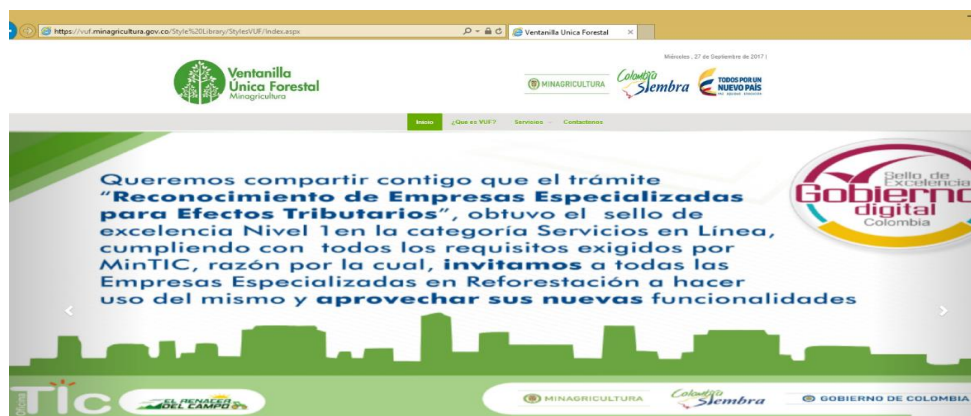 https://vuf.minagricultura.gov.co/Style%20Library/StylesVUF/Index.aspx
Ventanilla Unica Forestal
Miércoles , 27 de Septiembre de 2017 |
Ventanilla
Única Forestal
Minagricultura
MINAGRICULTURA
Colombia
Siembra
TODOS POR UN
NUEVO PAÍS
PAZ EQUIDAD EDUCACIÓN
Inicio ¿Que es VUF? Servicios Contactenos
Queremos compartir contigo que el trámite
“Reconocimiento de Empresas Especializadas
para Efectos Tributarios”, obtuvo el sello de
excelencia Nivel 1en la categoría Servicios en Línea,
cumpliendo con todos los requisitos exigidos por
MinTIC, razón por la cual, invitamos a todas las
Empresas Especializadas en Reforestación a hacer
uso del mismo y aprovechar sus nuevas funcionalidades
Sello de
Excelencia
Gobierno
digital
Colombia
Oficina
TIC
EL RENACER
DEL CAMPO
MINAGRICULTURA
Colombia
Siembra
GOBIERNO DE COLOMBIA